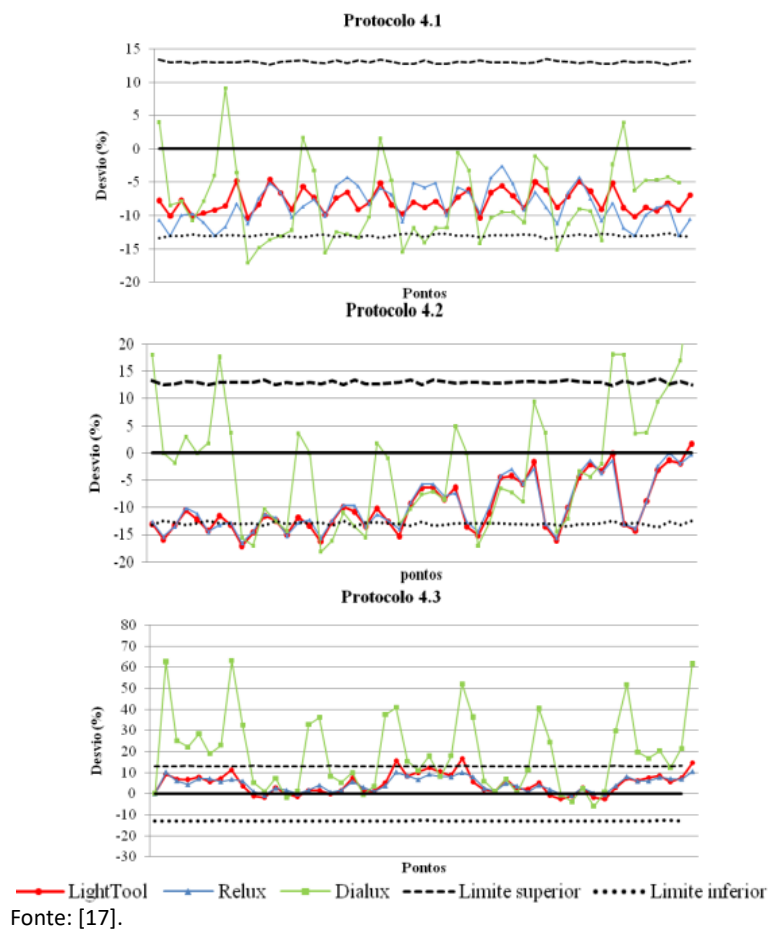 Protocolo 4.1
15
10
5
0
-5
-10
-15
-20
Desvio (%)
Pontos
Protocolo 4.2
20
15
10
5
0
-5
-10
-15
-20
Desvio (%)
pontos
Protocolo 4.3
80
70
60
50
40
30
20
10
0
-10
-20
-30
Desvio (%)
Pontos
LightTool Relux Dialux Limite superior Limite inferior
Fonte: [17].